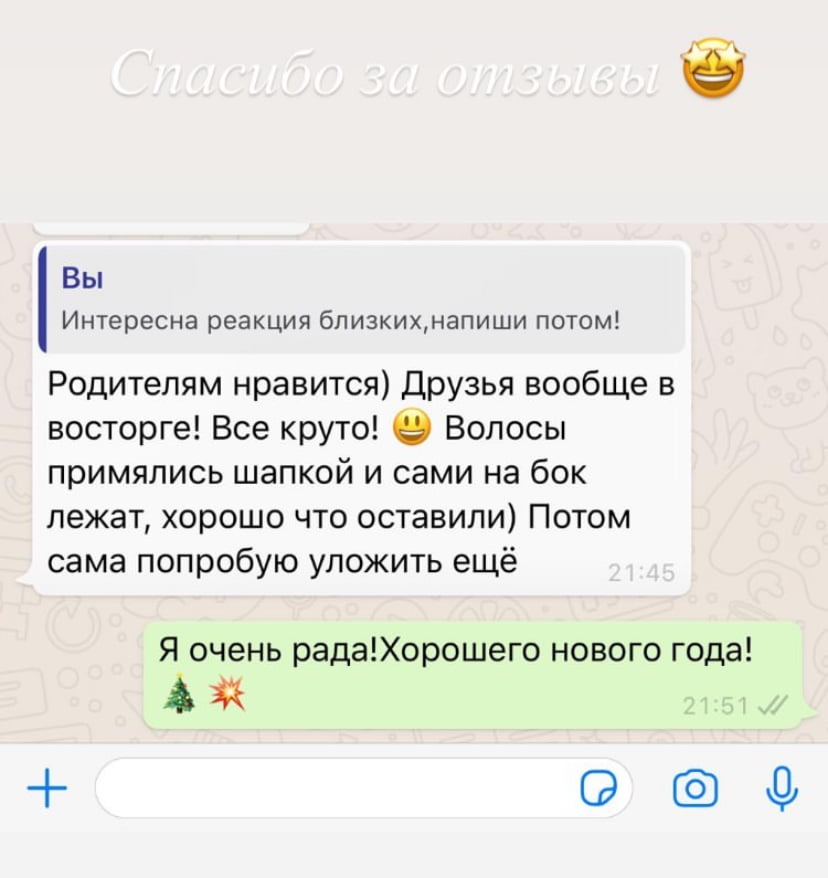 Спасибо за отзывы 🤩
Вы
Интересна реакция близких,напиши потом!
Родителям нравится) Друзья вообще в
восторге! Все круто! 😃 Волосы
примялись шапкой и сами на бок
лежат, хорошо что оставили) Потом
сама попробую уложить ещё
21:45
Я очень рада!Хорошего нового года!
🎄💥
21:51